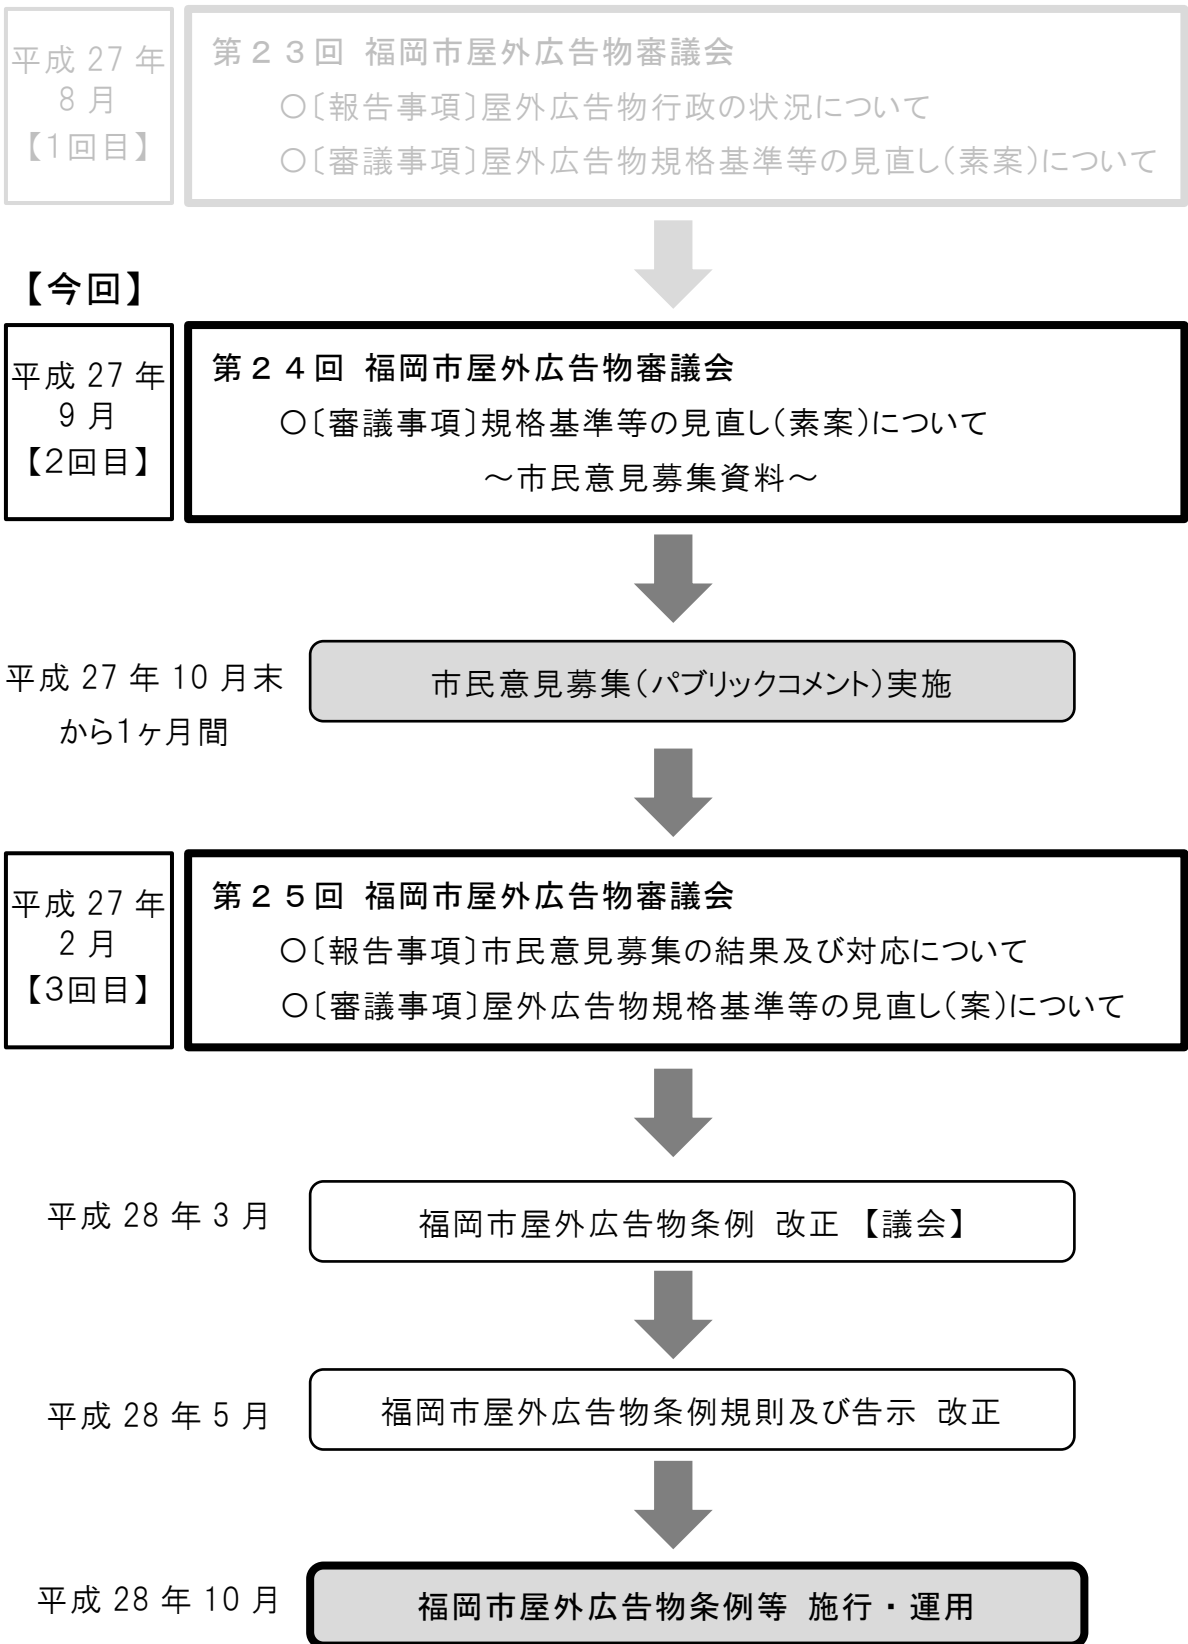 平成 27 年
8 月
【1回目】
第２３回 福岡市屋外広告物審議会
○〔報告事項〕屋外広告物行政の状況について
○〔審議事項〕屋外広告物規格基準等の見直し（素案）について
【今回】
平成 27 年
9 月
【2回目】
第２４回 福岡市屋外広告物審議会
○〔審議事項〕規格基準等の見直し（素案）について
～市民意見募集資料～
平成 27 年 10 月末
から1ヶ月間
市民意見募集（パブリックコメント）実施
平成 27 年
2 月
【3回目】
第２５回 福岡市屋外広告物審議会
○〔報告事項〕市民意見募集の結果及び対応について
○〔審議事項〕屋外広告物規格基準等の見直し（案）について
平成 28 年 3 月
福岡市屋外広告物条例 改正 【議会】
平成 28 年 5 月
福岡市屋外広告物条例規則及び告示 改正
平成 28 年 10 月
福岡市屋外広告物条例等 施行・運用